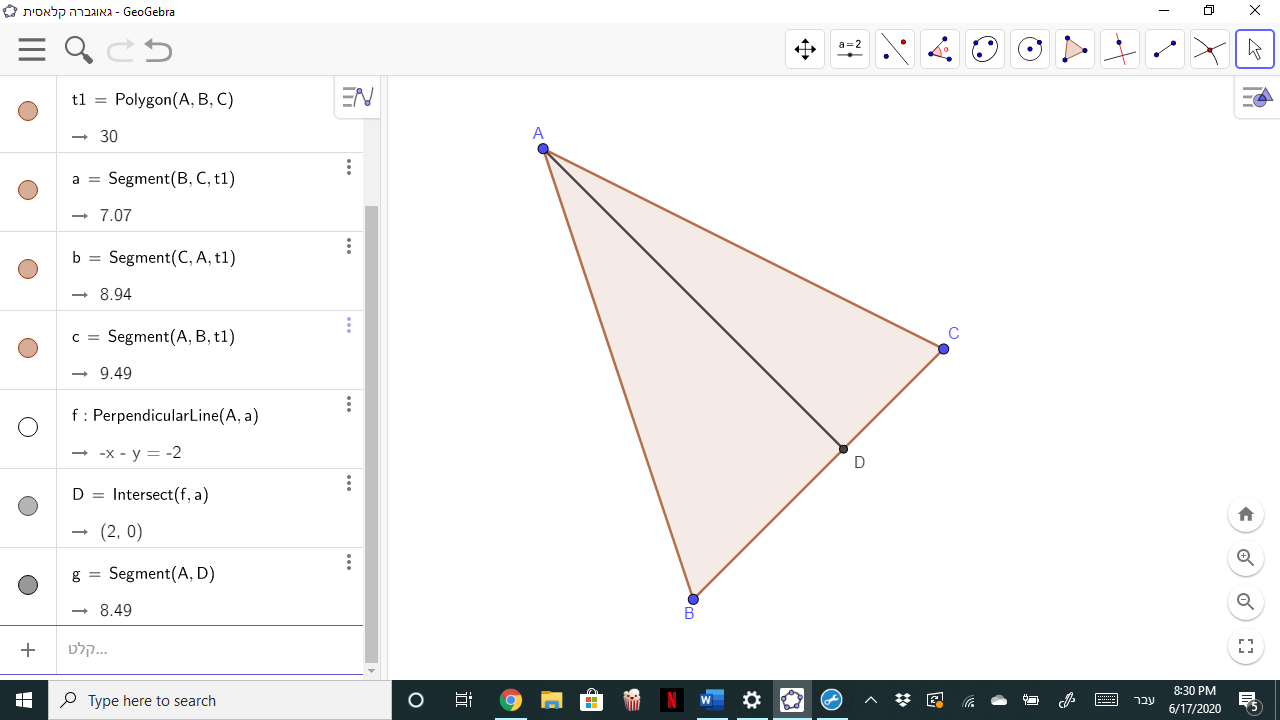 גאוגברה קלאסית - GeoGebra
a=2
α
t1 = Polygon(A, B, C)
→ 30
a = Segment(B, C, t1)
→ 7.07
b = Segment(C, A, t1)
→ 8.94
c = Segment(A, B, t1)
→ 9.49
f : PerpendicularLine(A, a)
→ -x - y = -2
D = Intersect(f, a)
→ (2, 0)
g = Segment(A, D)
→ 8.49
קלט...
A
C
D
B
Type here to search
עבר
8:30 PM
6/17/2020
5